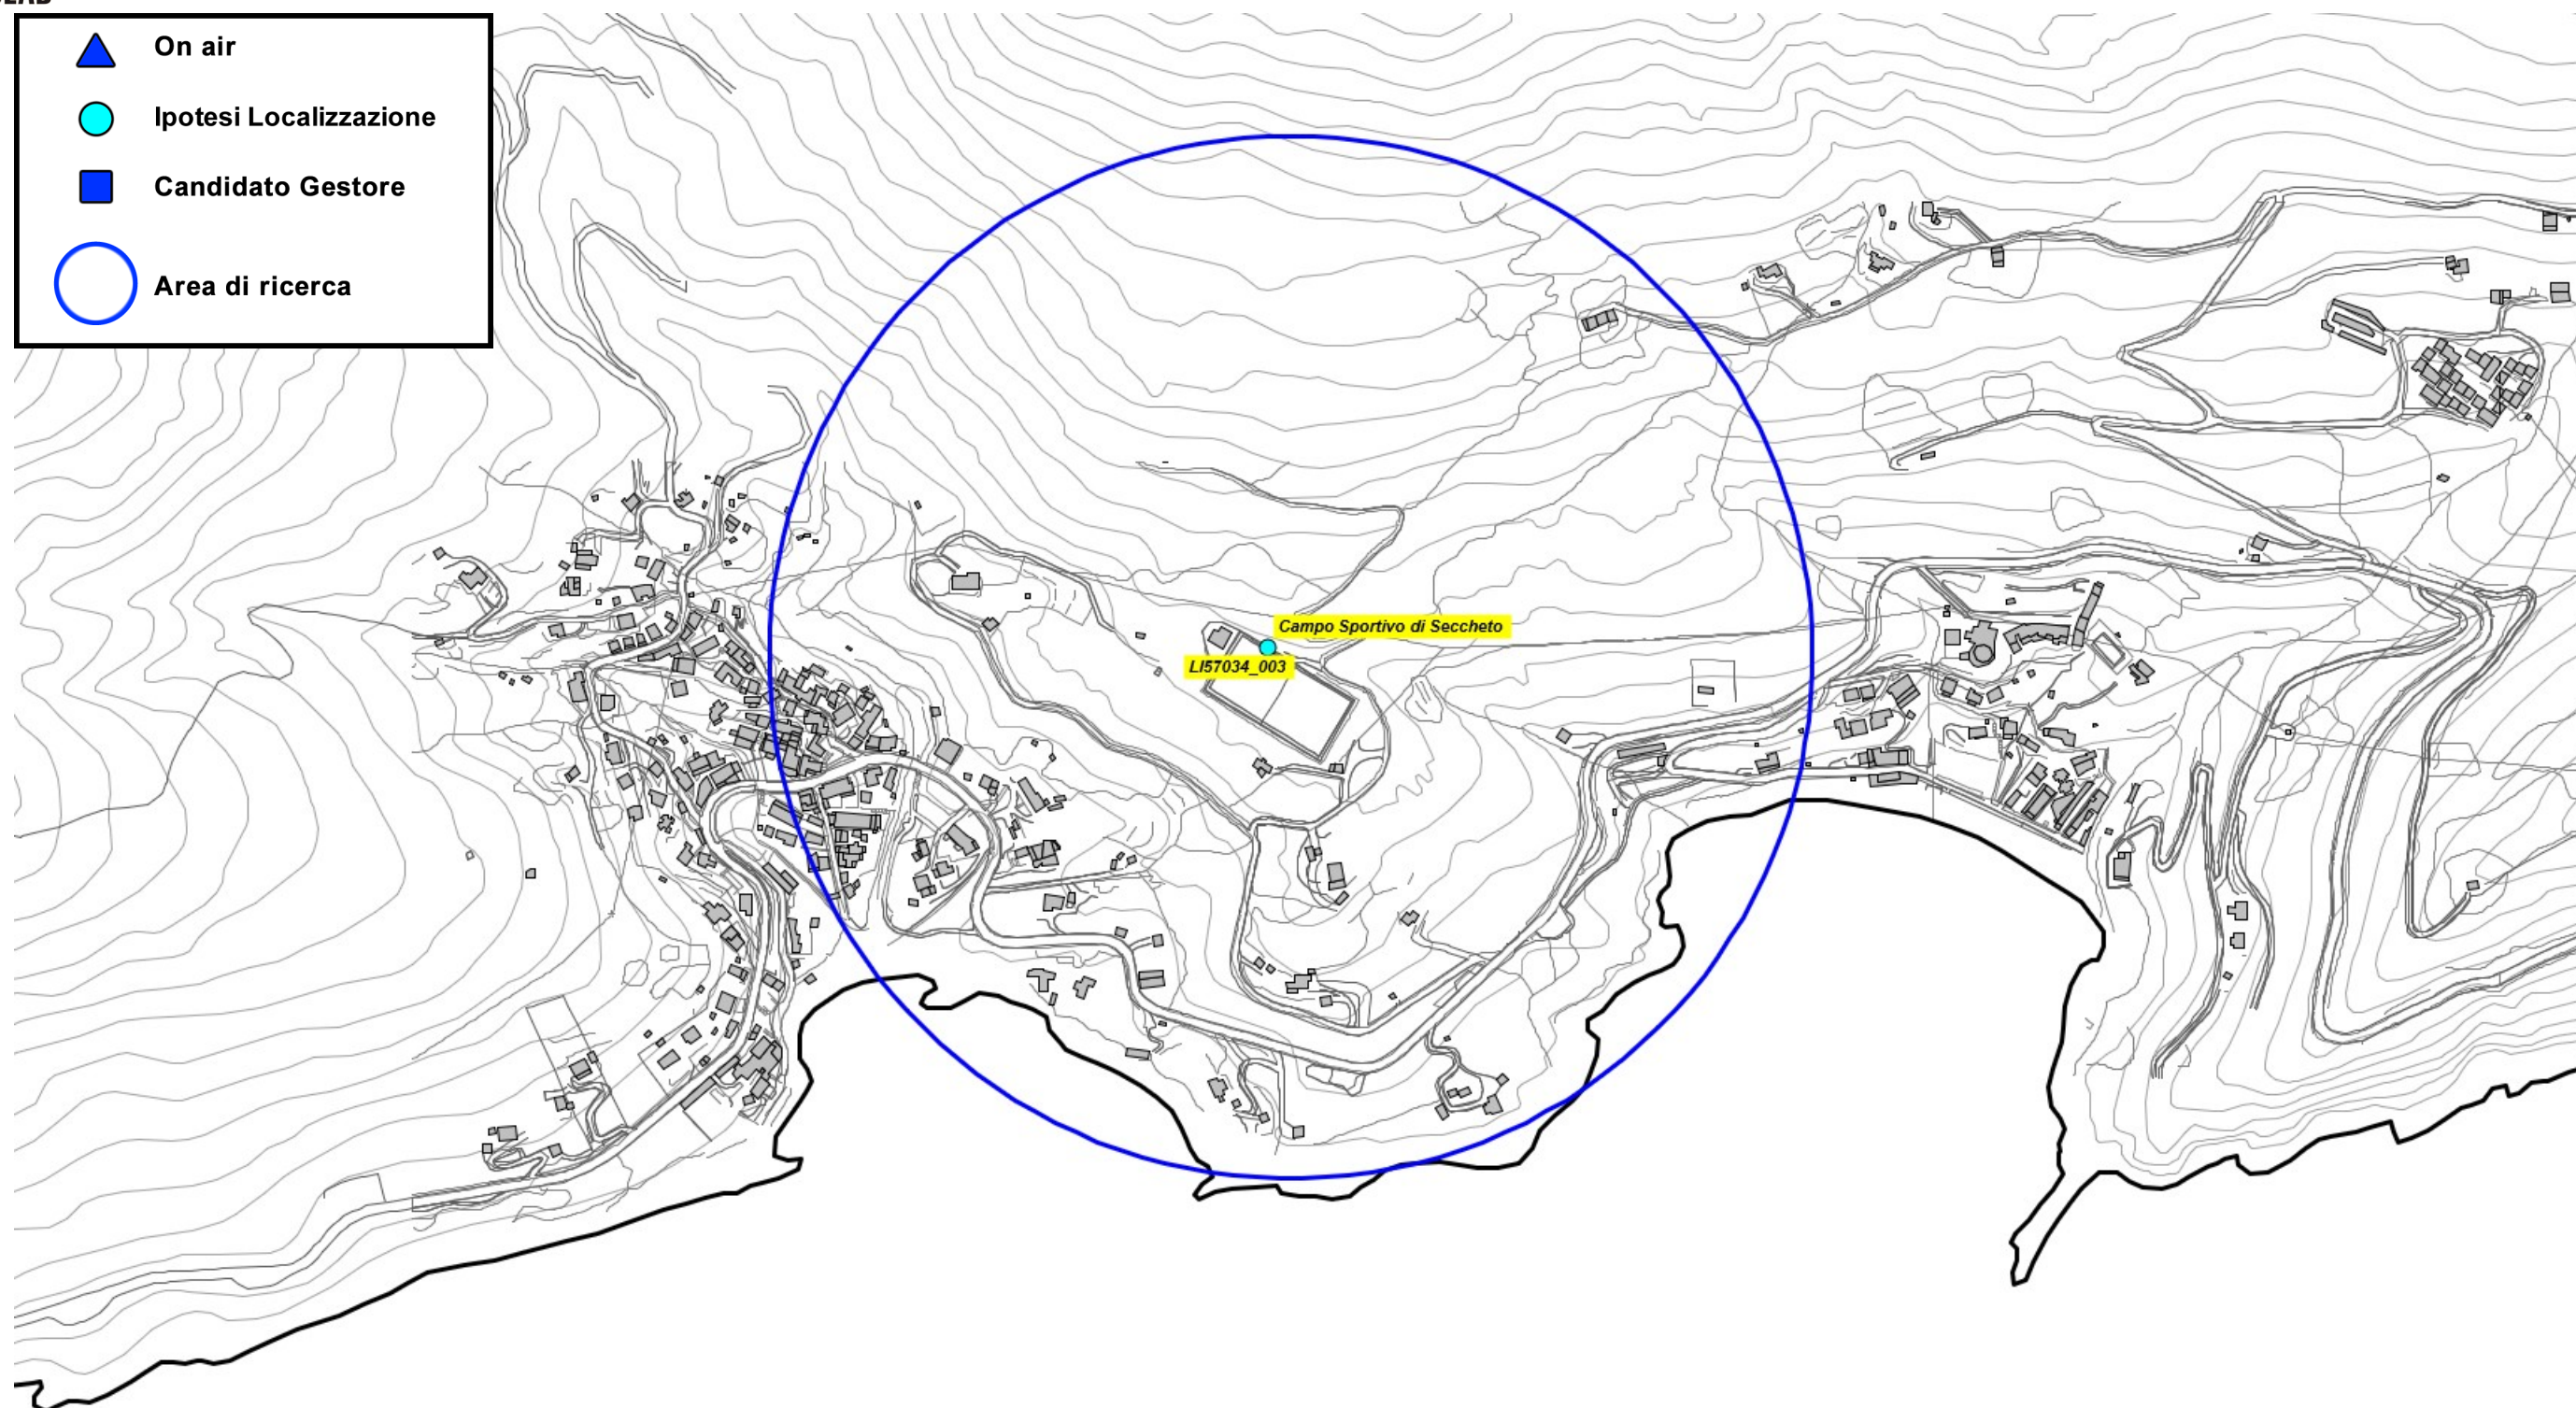 On air
Ipotesi Localizzazione
Candidato Gestore
Area di ricerca
Campo Sportivo di Seccheto
LI57034_003